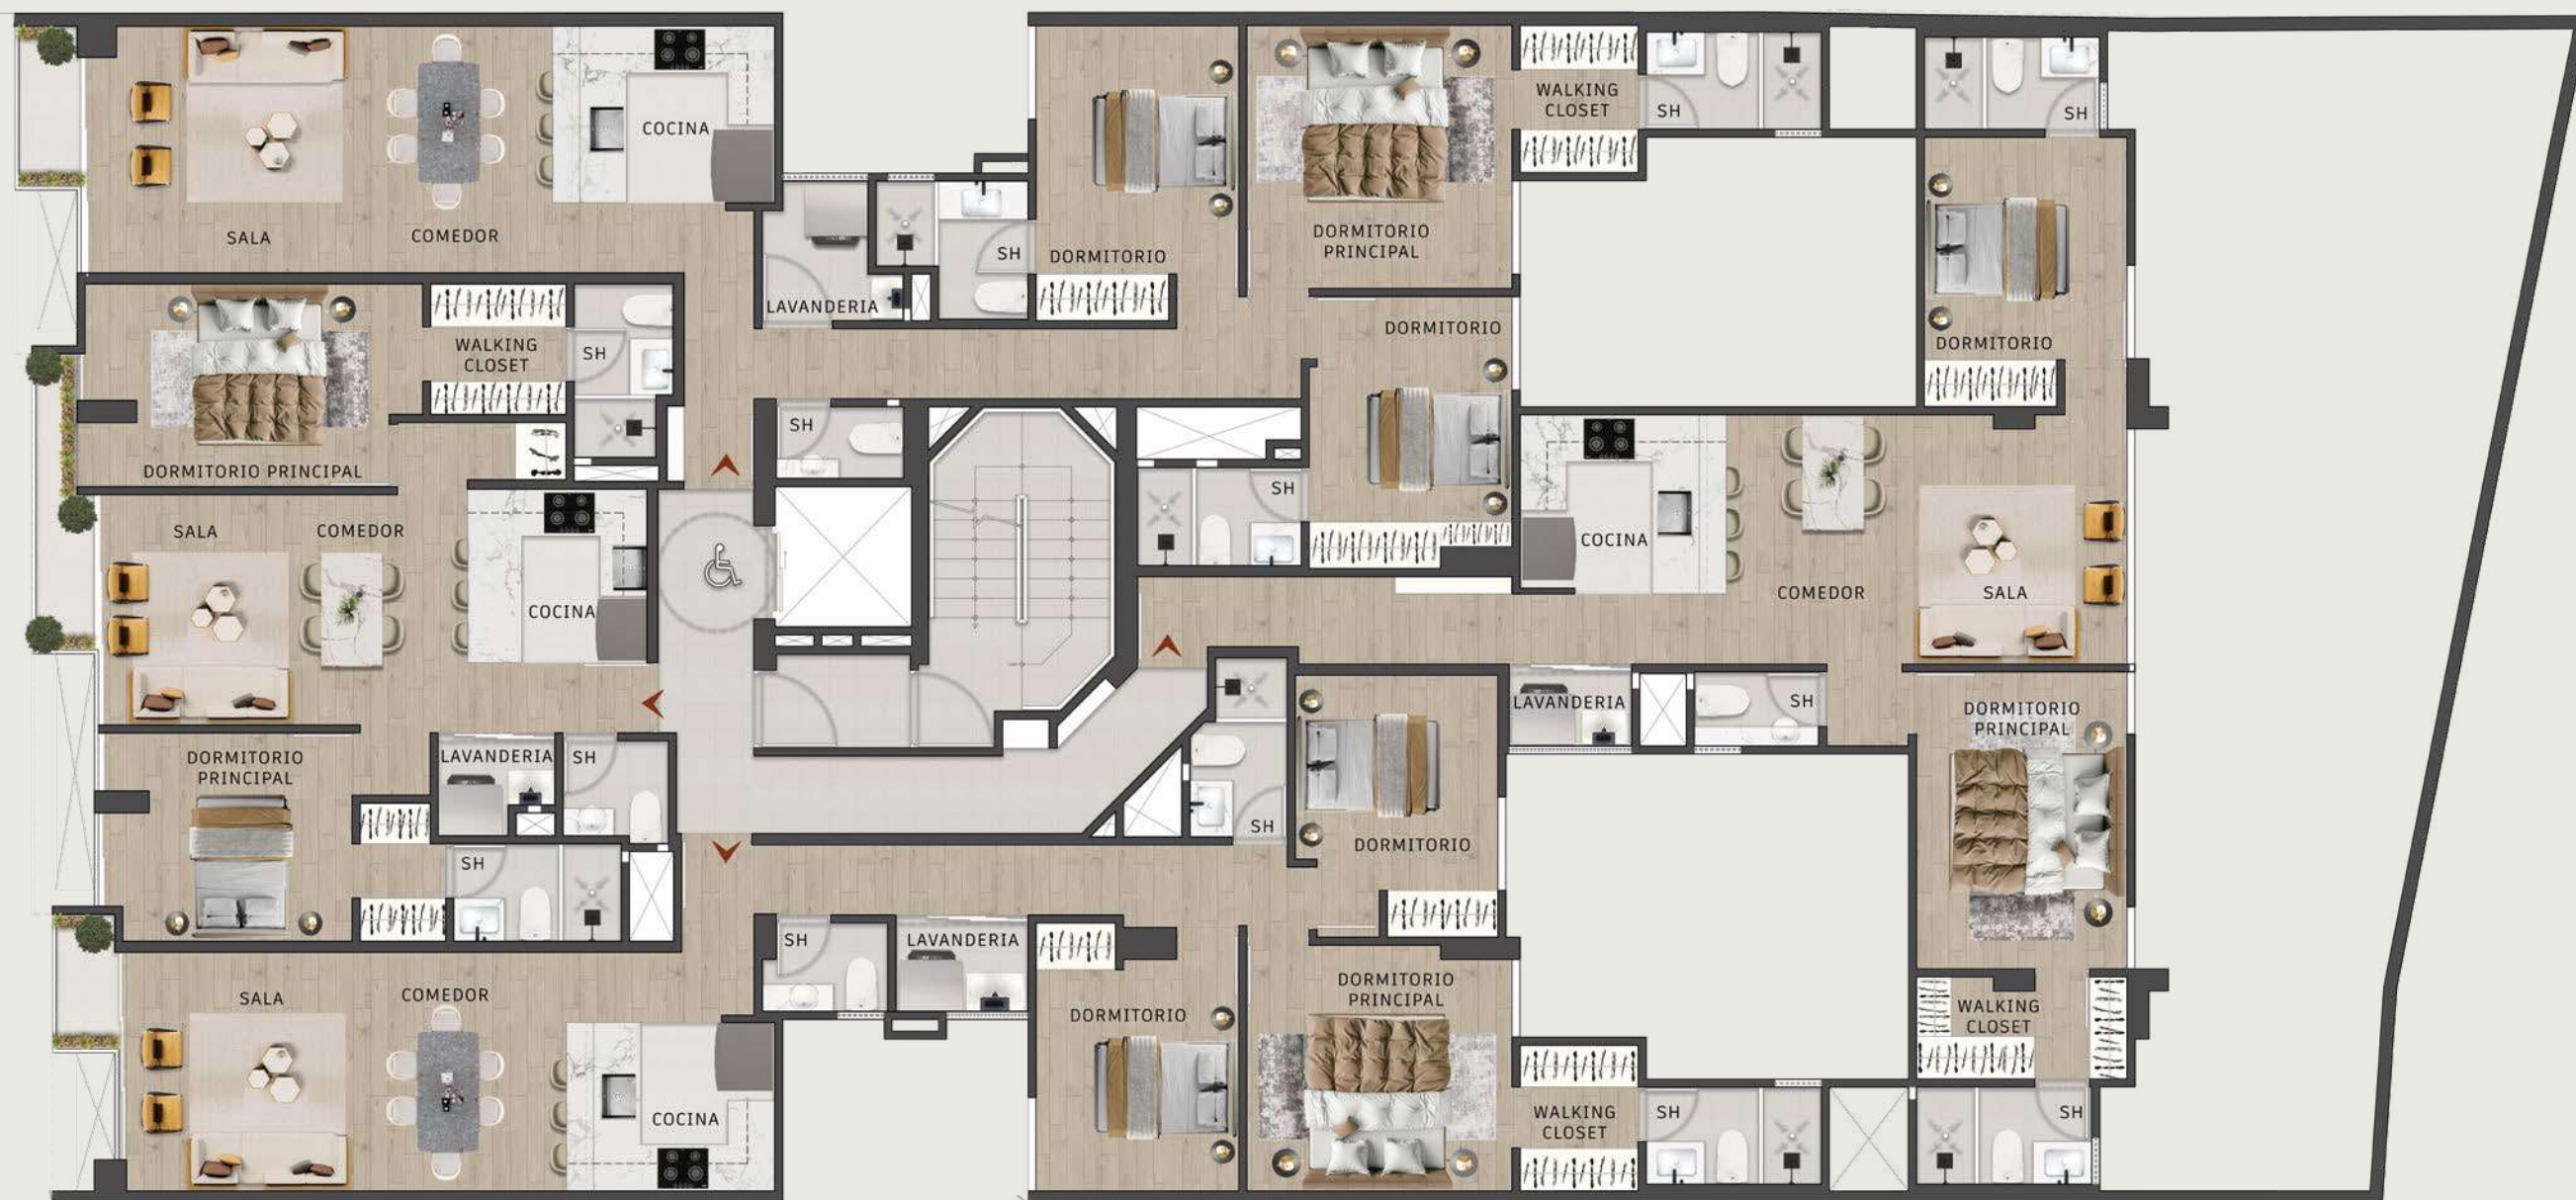 COCINA
SALA
COMEDOR
LAVANDERIA
SH
DORMITORIO
DORMITORIO
PRINCIPAL
WALKING
CLOSET
SH
SH
DORMITORIO
DORMITORIO
WALKING
CLOSET
SH
DORMITORIO PRINCIPAL
SH
SH
SALA
COMEDOR
COCINA
COCINA
COMEDOR
SALA
DORMITORIO
PRINCIPAL
LAVANDERIA
SH
LAVANDERIA
SH
DORMITORIO
PRINCIPAL
SH
SH
DORMITORIO
SALA
COMEDOR
SH
LAVANDERIA
DORMITORIO
DORMITORIO
PRINCIPAL
WALKING
CLOSET
COCINA
WALKING
CLOSET
SH
SH